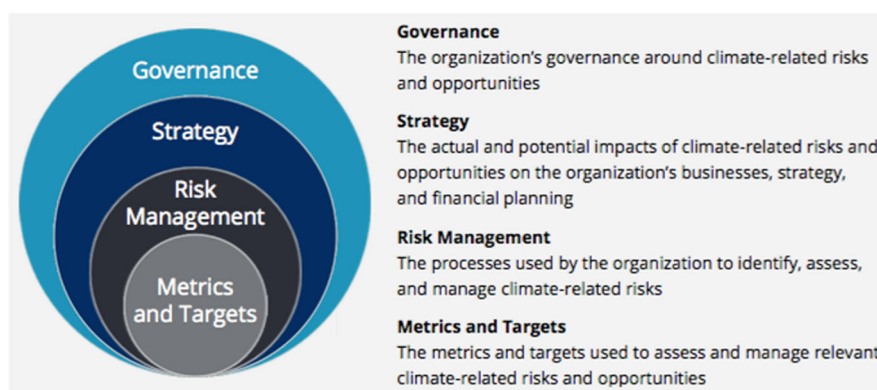 Governance
Strategy
Risk
Management
Metrics
and Targets
Governance
The organization’s governance around climate-related risks
and opportunities
Strategy
The actual and potential impacts of climate-related risks and
opportunities on the organization’s businesses, strategy,
and financial planning
Risk Management
The processes used by the organization to identify, assess,
and manage climate-related risks
Metrics and Targets
The metrics and targets used to assess and manage relevant
climate-related risks and opportunities